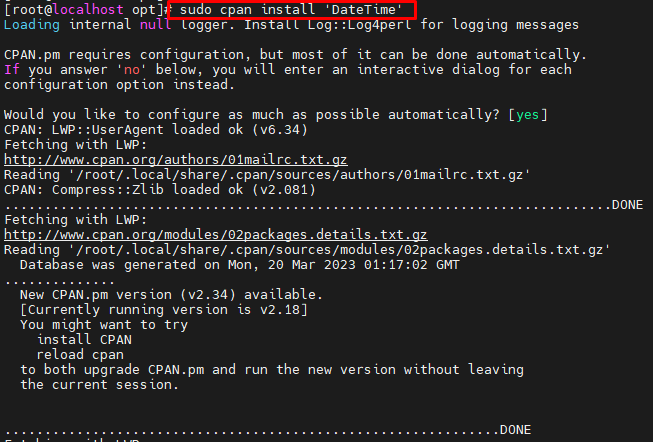 [root@localhost opt]# sudo cpan install 'DateTime'
Loading internal null logger. Install Log::Log4perl for logging messages
CPAN.pm requires configuration, but most of it can be done automatically.
If you answer 'no' below, you will enter an interactive dialog for each
configuration option instead.
Would you like to configure as much as possible automatically? [yes]
CPAN: LWP::UserAgent loaded ok (v6.34)
Fetching with LWP:
http://www.cpan.org/authors/01mailrc.txt.gz
Reading '/root/.local/share/.cpan/sources/authors/01mailrc.txt.gz'
CPAN: Compress::Zlib loaded ok (v2.081)
............................................................................DONE
Fetching with LWP:
http://www.cpan.org/modules/02packages.details.txt.gz
Reading '/root/.local/share/.cpan/sources/modules/02packages.details.txt.gz'
  Database was generated on Mon, 20 Mar 2023 01:17:02 GMT
..............
  New CPAN.pm version (v2.34) available.
  [Currently running version is v2.18]
  You might want to try
    install CPAN
    reload cpan
  to both upgrade CPAN.pm and run the new version without leaving
  the current session.
..............................................................DONE
Fetching with LWP: